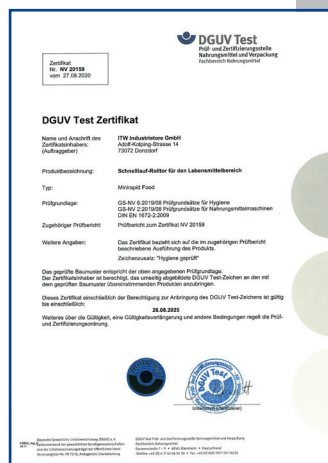 DGUV Test
Prüf- und Zertifizierungsstelle
Nahrungsmittel und Verpackung
Fachbereich Nahrungsmittel
Zertifikat
Nr. NV 20159
vom 27.08.2020
DGUV Test Zertifikat
Name und Anschrift des Zertifikatsinhabers: (Auftraggeber)
ITW Industrietore GmbH
Adolf-Kolping-Strasse 14
73072 Donzdorf
Produktbezeichnung: Schnelllauf-Rolltor für den Lebensmittelbereich
Typ: Minirapid Food
Prüfgrundlage: GS-NV 6:2019/08 Prüfgrundsätze für Hygiene
GS-NV 2:2019/08 Prüfgrundsätze für Nahrungsmittelmaschinen
DIN EN 1672-2:2009
Zugehöriger Prüfbericht: Prüfbericht zum Zertifikat NV 20159
Weitere Angaben: Das Zertifikat bezieht sich auf die im zugehörigen Prüfbericht
beschriebene Ausführung des Produkts.
Zeichenzusatz: "Hygiene geprüft"
Das geprüfte Baumuster entspricht der oben angegebenen Prüfgrundlage.
Der Zertifikatsinhaber ist berechtigt, das umseitig abgebildete DGUV Test-Zeichen an den mit
dem geprüften Baumuster übereinstimmenden Produkten anzubringen.
Dieses Zertifikat einschließlich der Berechtigung zur Anbringung des DGUV Test-Zeichens ist gültig
bis einschließlich:
26.08.2025
Weiteres über die Gültigkeit, eine Gültigkeitsverlängerung und andere Bedingungen regelt die Prüf-
und Zertifizierungsordnung.
DGUV Test